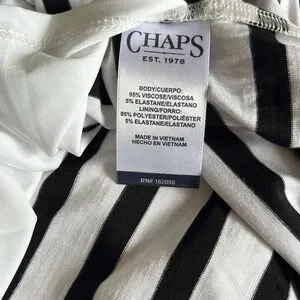 CHAPS
EST. 1978
BODY/CUERPO:
95% VISCOSE/VISCOSA
5% ELASTANE/ELASTANO
LINING/FORRO:
95% POLYESTER/POLIÉSTER
5% ELASTANE/ELASTANO
MADE IN VIETNAM
HECHO EN VIETNAM
RN# 162086